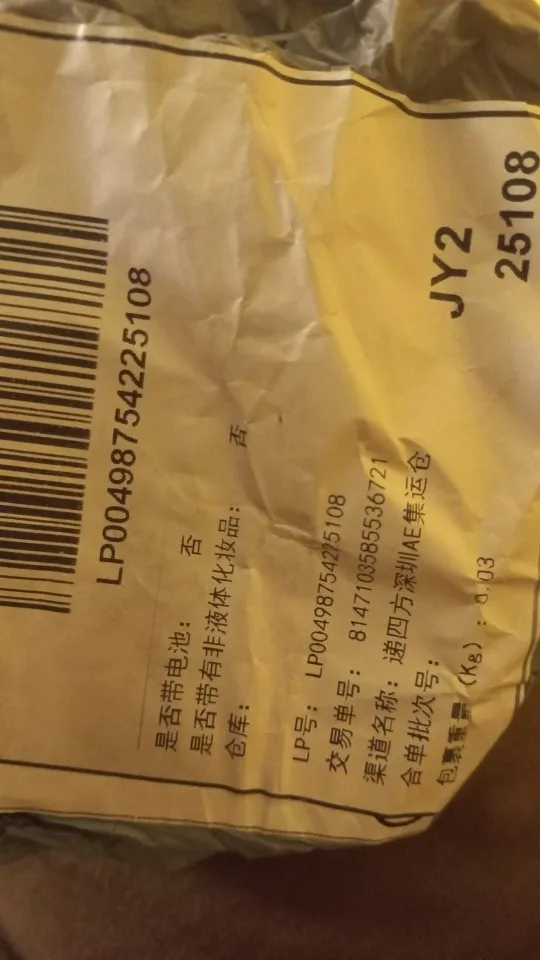 LP00498754225108
是否带电池： 否
是否带有非液体化妆品： 否
仓库：
LP号： LP00498754225108
交易单号： 8147103585536721
渠道名称： 递四方深圳AE集运仓
合单批次号：
包裹重量 (Kg) : 0.03
JY2
25108